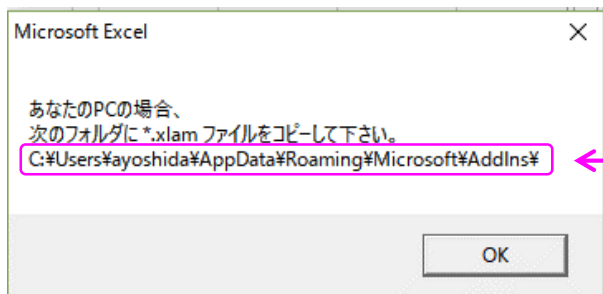 Microsoft Excel
あなたのPCの場合、
次のフォルダに *.xlam ファイルをコピーして下さい。
C:¥Users¥ayoshida¥AppData¥Roaming¥Microsoft¥AddIns¥
OK